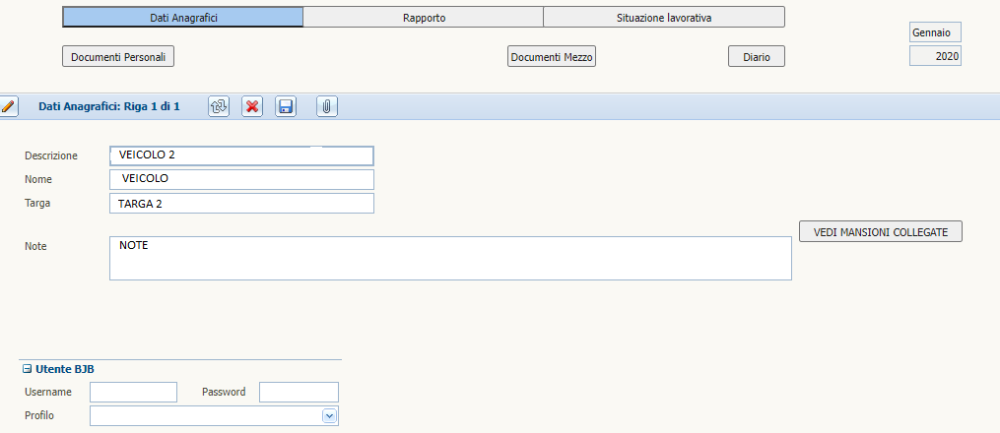 Dati Anagrafici Rapporto Situazione lavorativa
Gennaio
Documenti Personali Documenti Mezzo Diario 2020
Dati Anagrafici: Riga 1 di 1
Descrizione VEICOLO 2
Nome VEICOLO
Targa TARGA 2
VEDI MANSIONI COLLEGATE
Note NOTE
Utente BJB
Username Password
Profilo